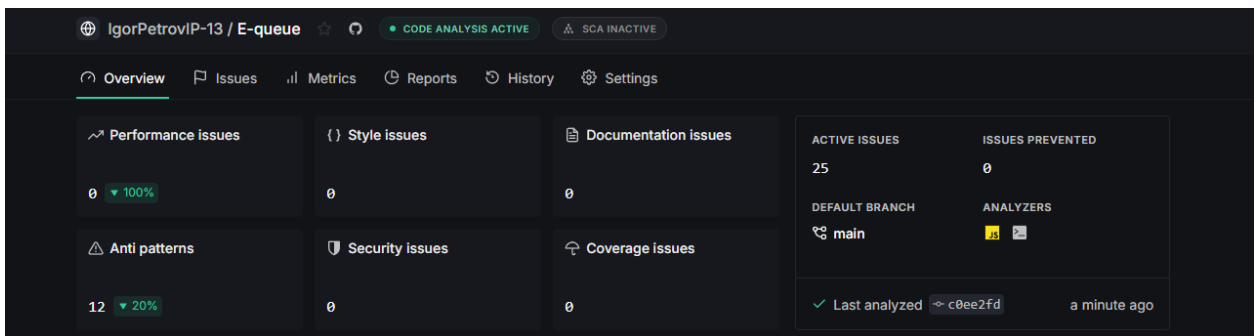 IgorPetrovIP-13 / E-queue CODE ANALYSIS ACTIVE SCA INACTIVE
Overview Issues Metrics Reports History Settings
Performance issues
0 100%
{} Style issues
0
Documentation issues
0
Anti patterns
12 20%
Security issues
0
Coverage issues
0
ACTIVE ISSUES
25
ISSUES PREVENTED
0
DEFAULT BRANCH
main
ANALYZERS
JS
Last analyzed c0ee2fd a minute ago